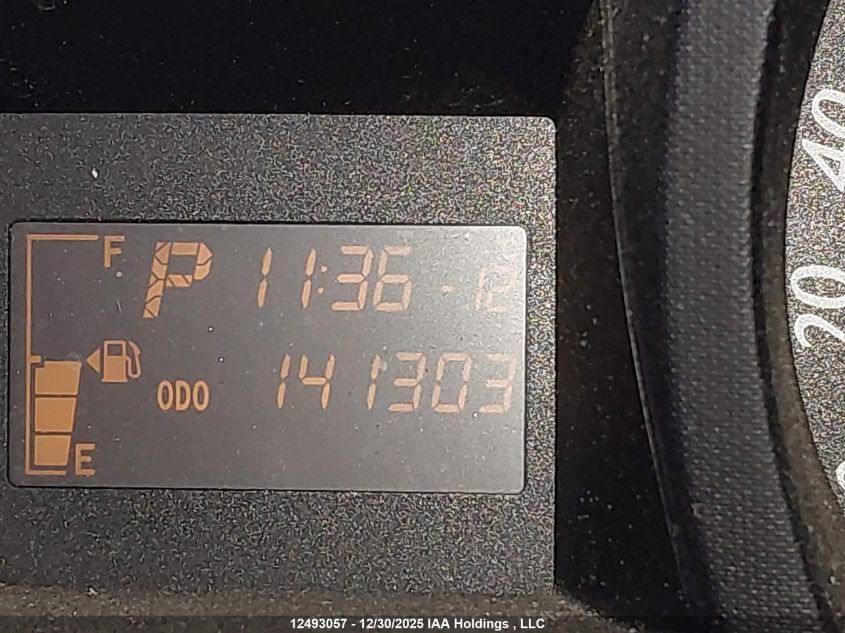 F P 11:36 -12
ODO 141303
E
40
20
12493057 - 12/30/2025 IAA Holdings , LLC